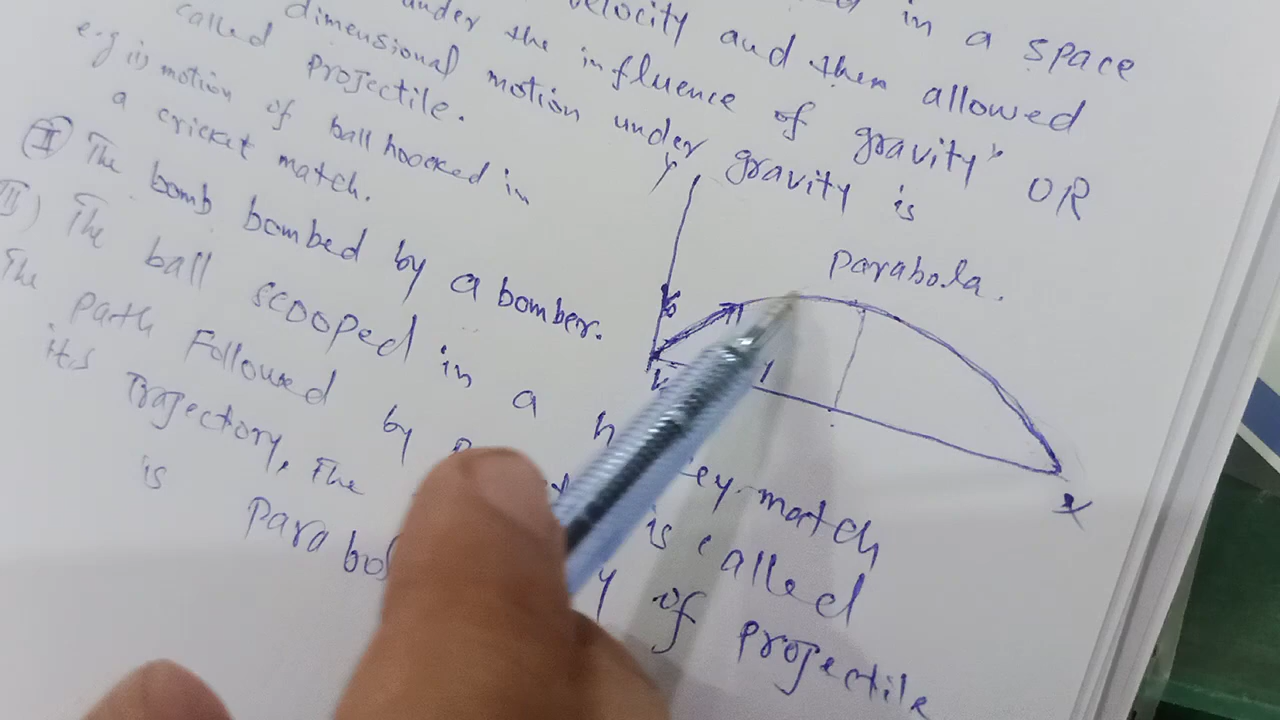 in a space
velocity and then allowed
under the influence of gravity" OR
dimensional motion under gravity is
called projectile.
e.g (i) motion of ball hoocked in
a cricket match.
(II) The bomb bombed by a bomber.
III) The ball scooped in a match
The path Followed by is called
its Trajectory, The of projectile
is
Y
parabola.
x